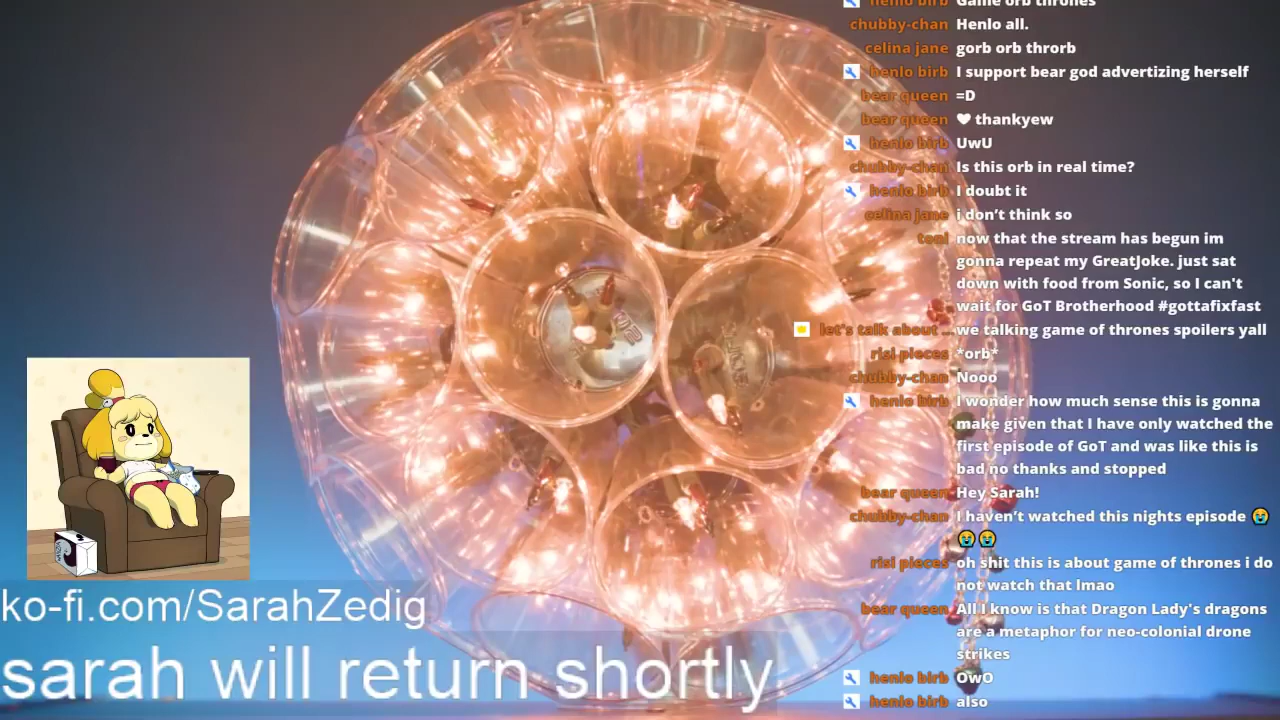 henlo birb Game orb thrones
chubby-chan Henlo all.
celina jane gorb orb throrb
henlo birb I support bear god advertizing herself
bear queen =D
bear queen ❤ thankyew
henlo birb UwU
chubby-chan Is this orb in real time?
henlo birb I doubt it
celina jane i don't think so
now that the stream has begun im
gonna repeat my GreatJoke. just sat
down with food from Sonic, so I can't
wait for GoT Brotherhood #gottafixfast
let's talk about ... we talking game of thrones spoilers yall
risi pieces *orb*
chubby-chan Nooo
henlo birb I wonder how much sense this is gonna
make given that I have only watched the
first episode of GoT and was like this is
bad no thanks and stopped
bear queen Hey Sarah!
chubby-chan I haven't watched this nights episode 😭
😭😭
risi pieces oh shit this is about game of thrones i do
not watch that lmao
bear queen All I know is that Dragon Lady's dragons
are a metaphor for neo-colonial drone
strikes
henlo birb OwO
henlo birb also
ko-fi.com/SarahZedig
sarah will return shortly